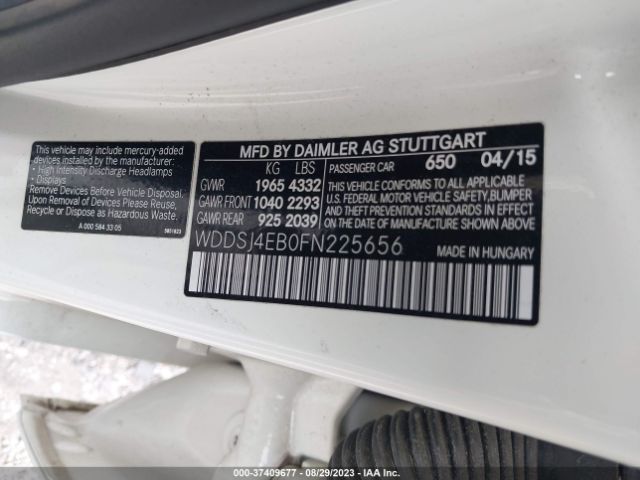 This vehicle may include mercury-added
devices installed by the manufacturer:
- High Intensity Discharge Headlamps
- Displays
Remove Devices Before Vehicle Disposal.
Upon Removal of Devices Please Reuse,
Recycle or Dispose as Hazardous Waste.
A 000 584 33 05
MFD BY DAIMLER AG STUTTGART
KG LBS
GVWR 1965 4332
GAWR FRONT 1040 2293
GAWR REAR 925 2039
PASSENGER CAR 650 04/15
THIS VEHICLE CONFORMS TO ALL APPLICABLE
U.S. FEDERAL MOTOR VEHICLE SAFETY,BUMPER
AND THEFT PREVENTION STANDARDS IN EFFECT
ON THE DATE OF MANUFACTURE SHOWN ABOVE.
WDDSJ4EB0FN225656
MADE IN HUNGARY
000-37409677 - 08/29/2023 - IAA Inc.